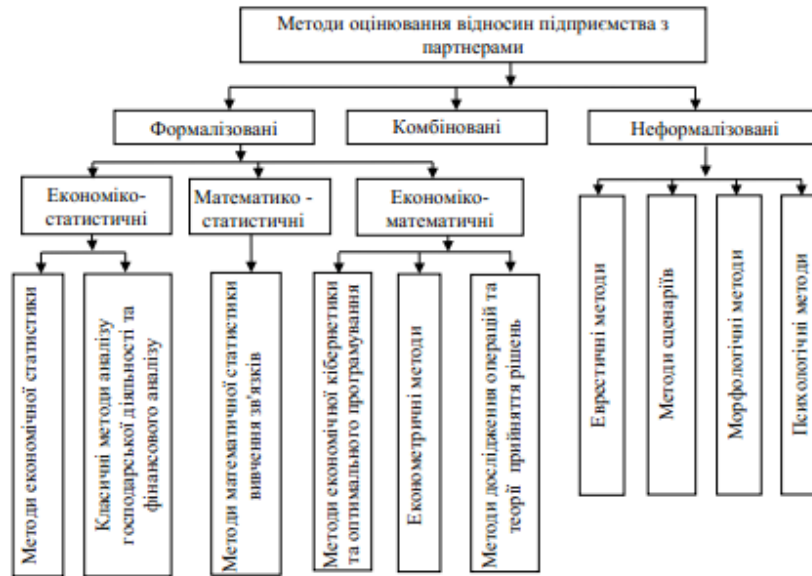 Методи оцінювання відносин підприємства з
партнерами
Формалізовані
Комбіновані
Неформалізовані
Економіко-
статистичні
Математико -
статистичні
Економіко-
математичні
Методи економічної статистики
Класичні методи аналізу
господарської діяльності та
фінансового аналізу
Методи математичної статистики
вивчення зв'язків
Методи економічної кібернетики
та оптимального програмування
Економетричні методи
Методи дослідження операцій та
теорії прийняття рішень
Еврестичні методи
Методи сценаріїв
Морфологічні методи
Психологічні методи